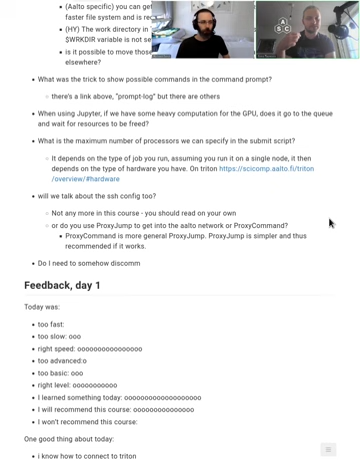 (Aalto specific) you can get
faster file system and is rec
(HY) The work directory in
$WRKDIR variable is not se
is it possible to move those
elsewhere?
What was the trick to show possible commands in the command prompt?
there's a link above, "prompt-log" but there are others
When using Jupyter, if we have some heavy computation for the GPU, does it go to the queue
and wait for resources to be freed?
What is the maximum number of processors we can specify in the submit script?
It depends on the type of job you run, assuming you run it on a single node, it then
depends on the type of hardware you have. On triton https://scicomp.aalto.fi/triton
/overview/#hardware
will we talk about the ssh config too?
Not any more in this course - you should read on your own
or do you use ProxyJump to get into the aalto network or ProxyCommand?
ProxyCommand is more general ProxyJump. ProxyJump is simpler and thus
recommended if it works.
Do I need to somehow discomm
Feedback, day 1
Today was:
too fast:
too slow: ooo
right speed: oooooooooooooooo
too advanced:o
too basic: ooo
right level: ooooooooooo
I learned something today: ooooooooooooooooooo
I will recommend this course: ooooooooooooooo
I won't recommend this course:
One good thing about today:
i know how to connect to triton
A
S C